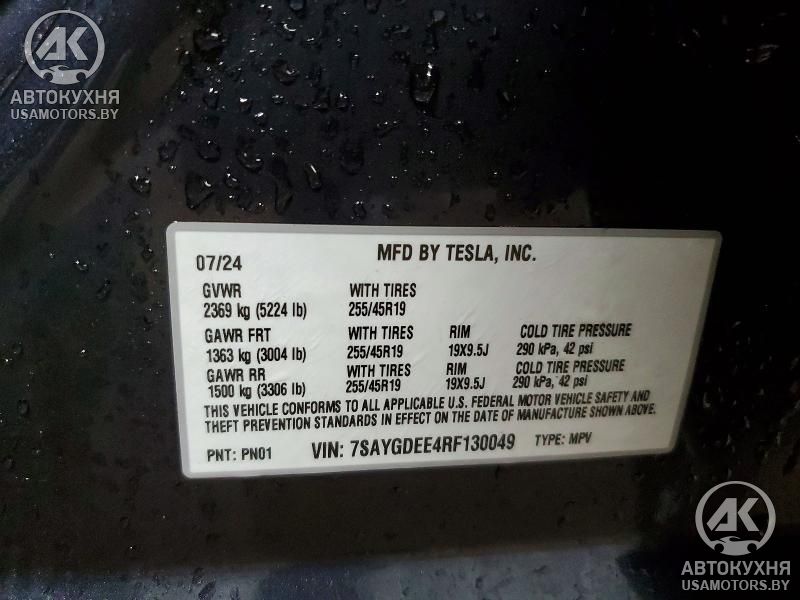 AK
АВТОКУХНЯ
USAMOTORS.BY
07/24 MFD BY TESLA, INC.
GVWR WITH TIRES
2369 kg (5224 lb) 255/45R19
GAWR FRT WITH TIRES RIM COLD TIRE PRESSURE
1363 kg (3004 lb) 255/45R19 19X9.5J 290 kPa, 42 psi
GAWR RR WITH TIRES RIM COLD TIRE PRESSURE
1500 kg (3306 lb) 255/45R19 19X9.5J 290 kPa, 42 psi
THIS VEHICLE CONFORMS TO ALL APPLICABLE U.S. FEDERAL MOTOR VEHICLE SAFETY AND
THEFT PREVENTION STANDARDS IN EFFECT ON THE DATE OF MANUFACTURE SHOWN ABOVE.
PNT: PN01 VIN: 7SAYGDEE4RF130049 TYPE: MPV
AK
АВТОКУХНЯ
USAMOTORS.BY